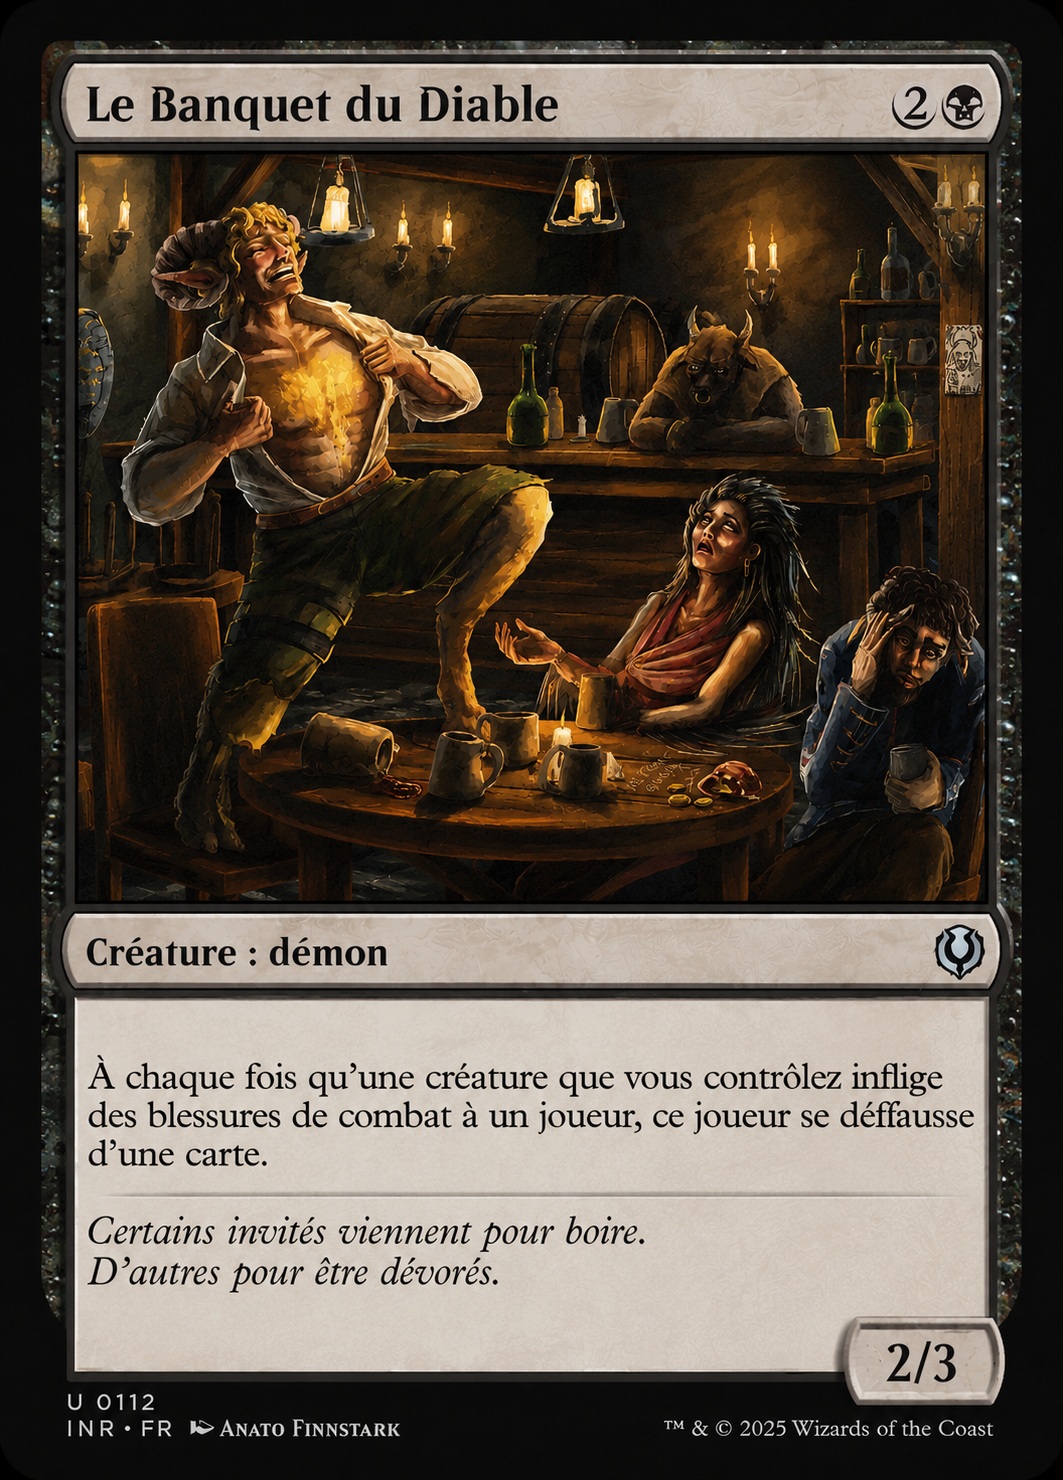 Le Banquet du Diable
2
Créature : démon
À chaque fois qu’une créature que vous contrôlez inflige
des blessures de combat à un joueur, ce joueur se déffausse
d’une carte.
Certains invités viennent pour boire.
D’autres pour être dévorés.
2/3
U 0112
INR • FR Anato Finnstark
™ & © 2025 Wizards of the Coast